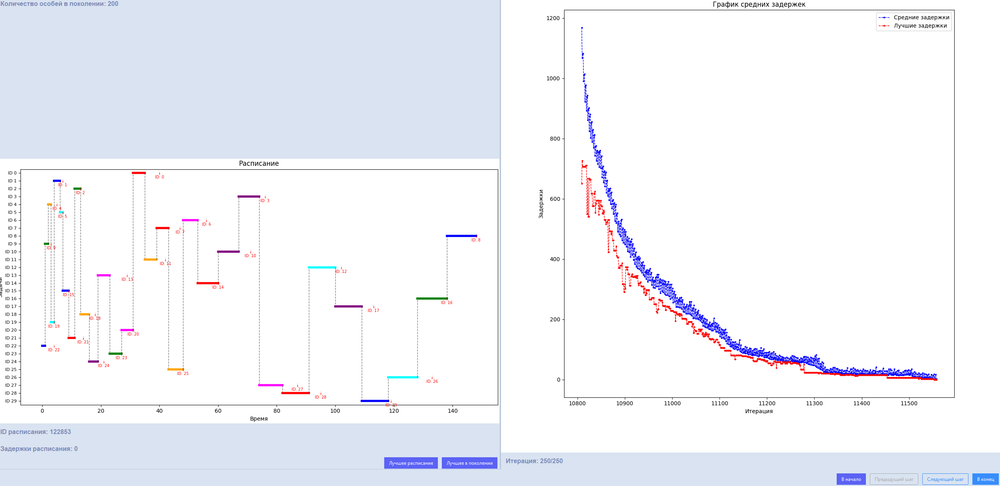 Количество особей в поколении: 200
Расписание
ID 0
ID 1
ID 2
ID 3
ID 4
ID 5
ID 6
ID 7
ID 8
ID 9
ID 10
ID 11
ID 12
ID 13
ID 14
ID 15
ID 16
ID 17
ID 18
ID 19
ID 20
ID 21
ID 22
ID 23
ID 24
ID 25
ID 26
ID 27
ID 28
ID 29
Задачи
ID: 0
ID: 1
ID: 2
ID: 3
ID: 4
ID: 5
ID: 6
ID: 7
ID: 8
ID: 9
ID: 10
ID: 11
ID: 12
ID: 13
ID: 14
ID: 15
ID: 16
ID: 17
ID: 18
ID: 19
ID: 20
ID: 21
ID: 22
ID: 23
ID: 24
ID: 25
ID: 26
ID: 27
ID: 28
ID: 29
0 20 40 60 80 100 120 140
Время
ID расписания: 122853
Задержки расписания: 0
Лучшее расписание
Лучшее в поколении
График средних задержек
Средние задержки
Лучшие задержки
1200
1000
800
600
400
200
0
Задержки
10800 10900 11000 11100 11200 11300 11400 11500
Итерация
Итерация: 250/250
В начало
Предыдущий шаг
Следующий шаг
В конец